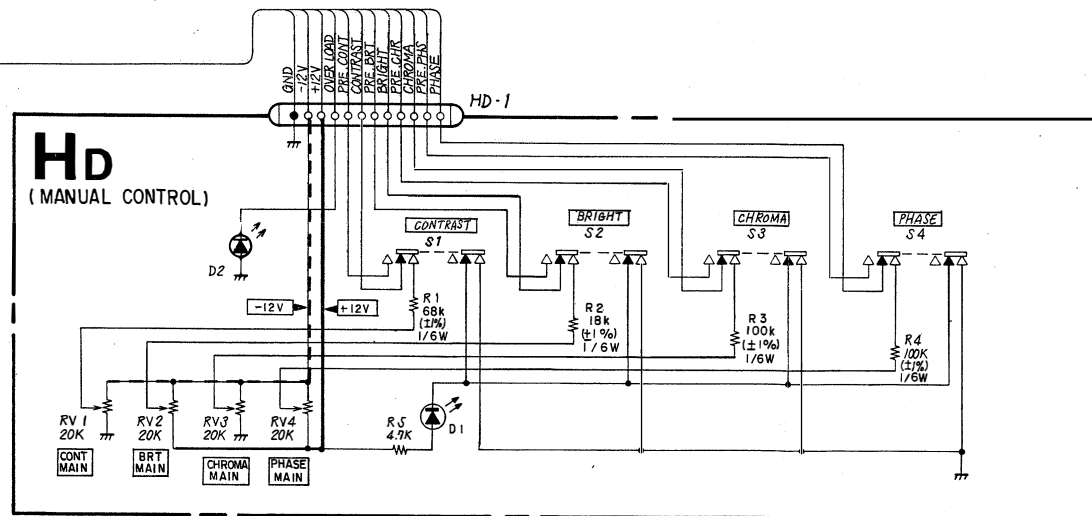 GND
-12V
+12V
OVER LOAD
PRE.CONT
CONTRAST
PRE.BRT
BRIGHT
PRE.CHR
CHROMA
PRE.PHS
PHASE
HD-1
HD
(MANUAL CONTROL)
D2
CONTRAST
S1
BRIGHT
S2
CHROMA
S3
PHASE
S4
-12V
+12V
R1
68k
(±1%)
1/6W
R2
18k
(±1%)
1/6W
R3
100k
(±1%)
1/6W
R4
100K
(±1%)
1/6W
RV1
20K
CONT
MAIN
RV2
20K
BRT
MAIN
RV3
20K
CHROMA
MAIN
RV4
20K
PHASE
MAIN
R5
4.7K
D1